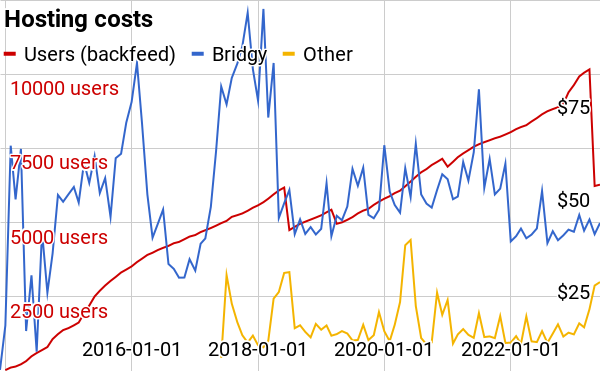 Hosting costs
Users (backfeed) Bridgy Other
10000 users
$75
7500 users
$50
5000 users
$25
2500 users
2016-01-01 2018-01-01 2020-01-01 2022-01-01